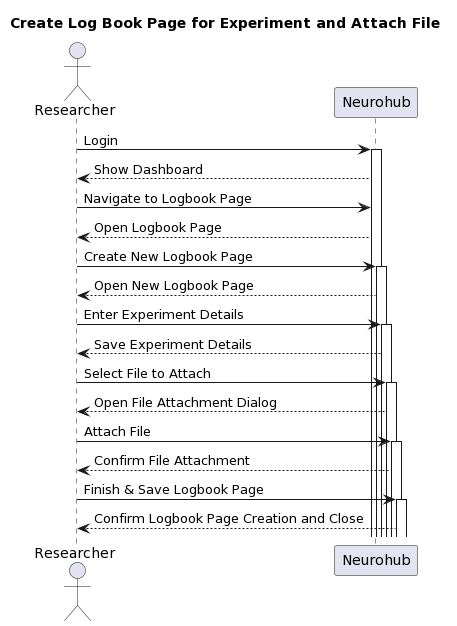 Create Log Book Page for Experiment and Attach File
Researcher
Neurohub
Login
Show Dashboard
Navigate to Logbook Page
Open Logbook Page
Create New Logbook Page
Open New Logbook Page
Enter Experiment Details
Save Experiment Details
Select File to Attach
Open File Attachment Dialog
Attach File
Confirm File Attachment
Finish & Save Logbook Page
Confirm Logbook Page Creation and Close
Researcher
Neurohub